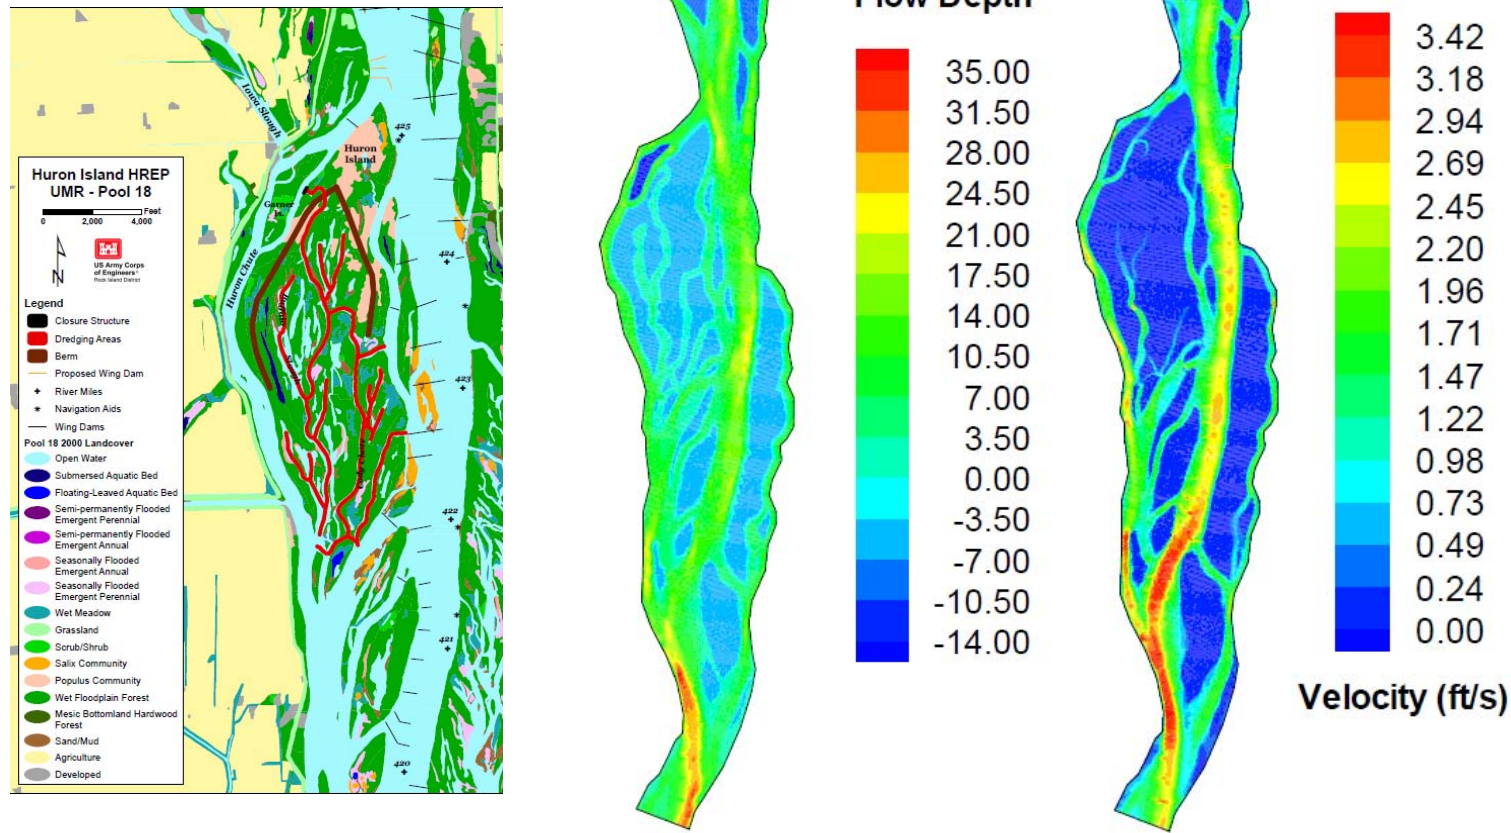 Iowa Slough
425
Huron
Island
Huron Island HREP
UMR - Pool 18
Feet
0 2,000 4,000
N
US Army Corps
of Engineers
Rock Island District
Garner
Is.
Huron Chute
424
423
422
421
420
Legend
Closure Structure
Dredging Areas
Berm
Proposed Wing Dam
River Miles
Navigation Aids
Wing Dams
Pool 18 2000 Landcover
Open Water
Submersed Aquatic Bed
Floating-Leaved Aquatic Bed
Semi-permanently Flooded
Emergent Perennial
Semi-permanently Flooded
Emergent Annual
Seasonally Flooded
Emergent Annual
Seasonally Flooded
Emergent Perennial
Wet Meadow
Grassland
Scrub/Shrub
Salix Community
Populus Community
Wet Floodplain Forest
Mesic Bottomland Hardwood
Forest
Sand/Mud
Agriculture
Developed
Flow Depth
35.00
31.50
28.00
24.50
21.00
17.50
14.00
10.50
7.00
3.50
0.00
-3.50
-7.00
-10.50
-14.00
3.42
3.18
2.94
2.69
2.45
2.20
1.96
1.71
1.47
1.22
0.98
0.73
0.49
0.24
0.00
Velocity (ft/s)